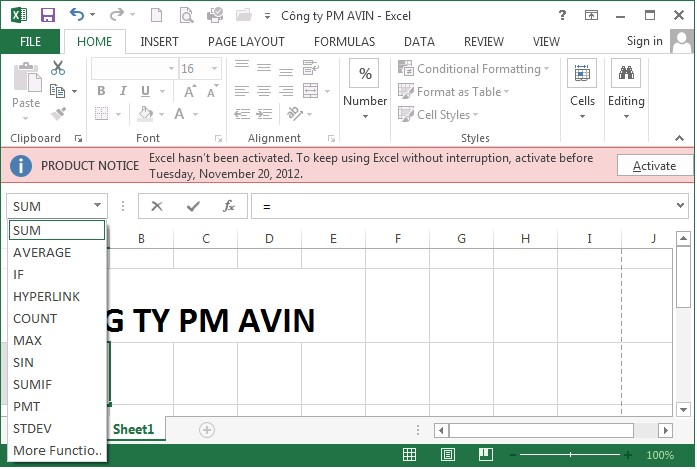 Công ty PM AVIN - Excel
?
FILE HOME INSERT PAGE LAYOUT FORMULAS DATA REVIEW VIEW Sign in
Paste
16
B I U A A
%
Number
Conditional Formatting
Format as Table
Cell Styles
Cells
Editing
Clipboard Font Alignment Styles
PRODUCT NOTICE Excel hasn't been activated. To keep using Excel without interruption, activate before
Tuesday, November 20, 2012.
Activate
SUM fx =
B C D E F G H I J
SUM
AVERAGE
IF
HYPERLINK
COUNT
MAX
SIN
SUMIF
PMT
STDEV
More Functio..
G TY PM AVIN
Sheet1
100%